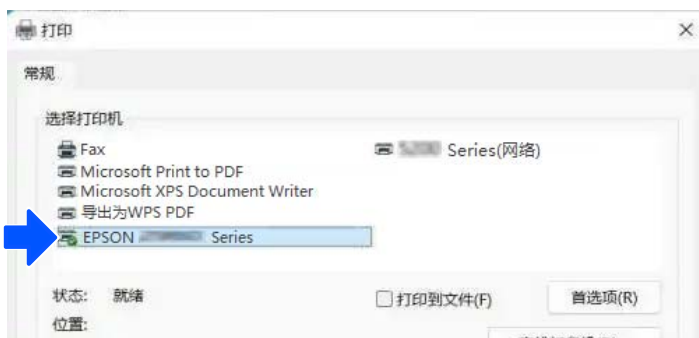 打印
常规
选择打印机
Fax
Series(网络)
Microsoft Print to PDF
Microsoft XPS Document Writer
导出为WPS PDF
EPSON Series
状态: 就绪
打印到文件(F)
首选项(R)
位置: